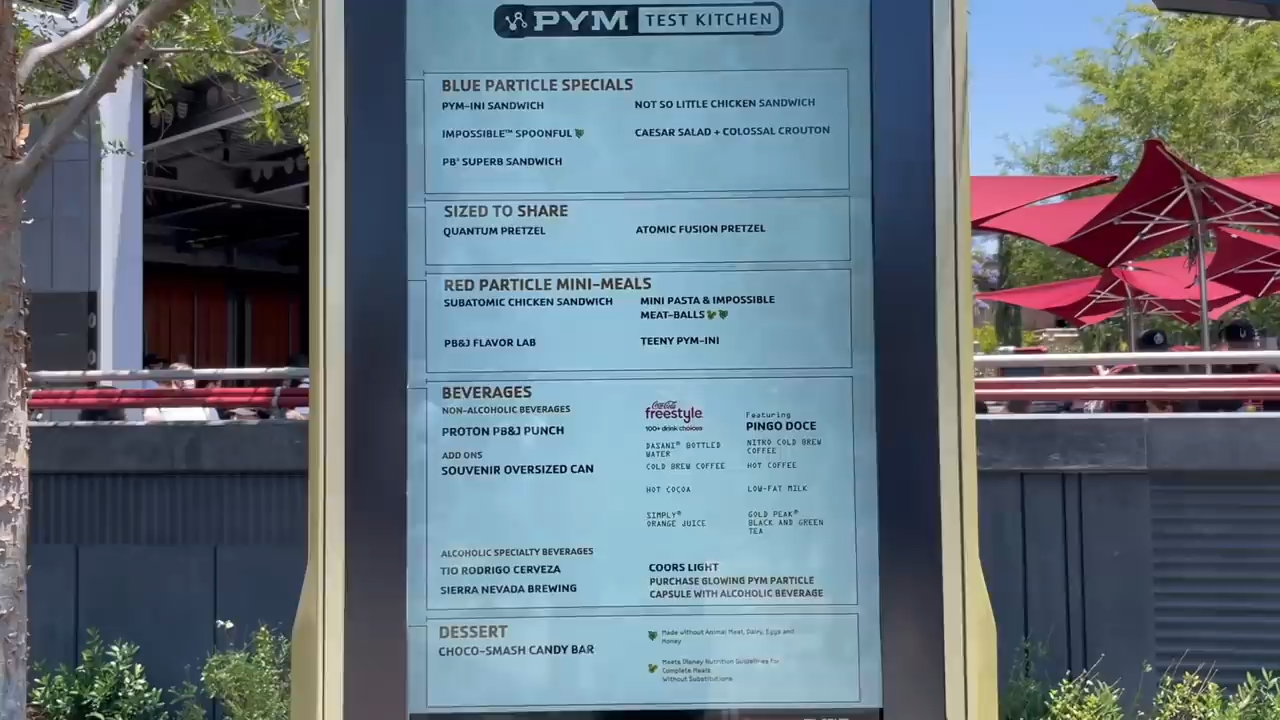 PYM TEST KITCHEN
BLUE PARTICLE SPECIALS
PYM-INI SANDWICH
NOT SO LITTLE CHICKEN SANDWICH
IMPOSSIBLE™ SPOONFUL
CAESAR SALAD + COLOSSAL CROUTON
PB³ SUPERB SANDWICH
SIZED TO SHARE
QUANTUM PRETZEL
ATOMIC FUSION PRETZEL
RED PARTICLE MINI-MEALS
SUBATOMIC CHICKEN SANDWICH
MINI PASTA & IMPOSSIBLE
MEAT-BALLS
PB&J FLAVOR LAB
TEENY PYM-INI
BEVERAGES
NON-ALCOHOLIC BEVERAGES
PROTON PB&J PUNCH
ADD ONS
SOUVENIR OVERSIZED CAN
Coca-Cola
freestyle
100+ drink choices
Featuring
PINGO DOCE
DASANI® BOTTLED
WATER
NITRO COLD BREW
COFFEE
COLD BREW COFFEE
HOT COFFEE
HOT COCOA
LOW-FAT MILK
SIMPLY®
ORANGE JUICE
GOLD PEAK®
BLACK AND GREEN
TEA
ALCOHOLIC SPECIALTY BEVERAGES
TIO RODRIGO CERVEZA
SIERRA NEVADA BREWING
COORS LIGHT
PURCHASE GLOWING PYM PARTICLE
CAPSULE WITH ALCOHOLIC BEVERAGE
DESSERT
CHOCO-SMASH CANDY BAR
Made without Animal Meat, Dairy, Eggs and
Honey
Meets Disney Nutrition Guidelines for
Complete Meals
Without Substitutions